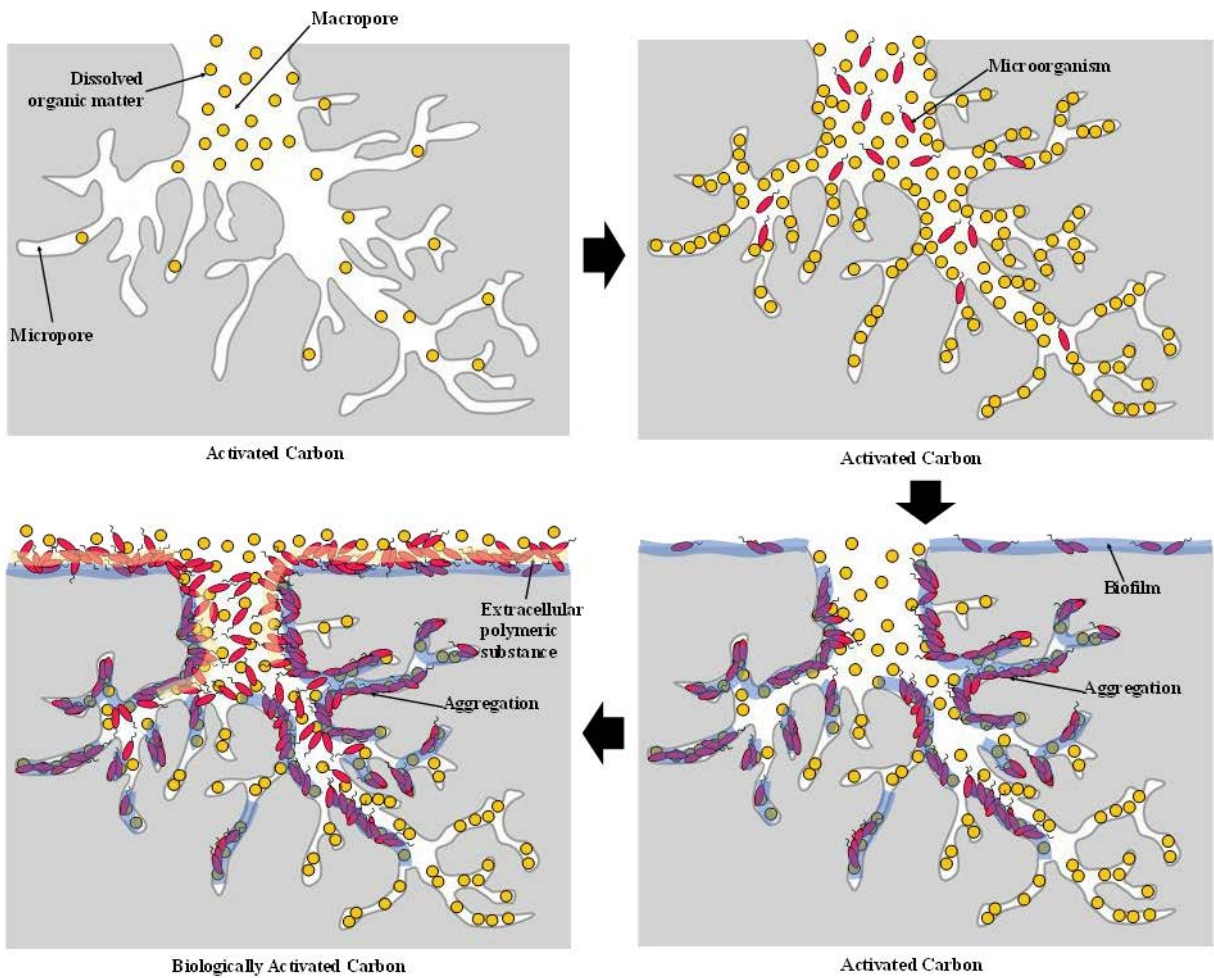 Macropore
Dissolved
organic matter
Micropore
Activated Carbon
Microorganism
Activated Carbon
Biofilm
Aggregation
Activated Carbon
Extracellular
polymeric
substance
Aggregation
Biologically Activated Carbon